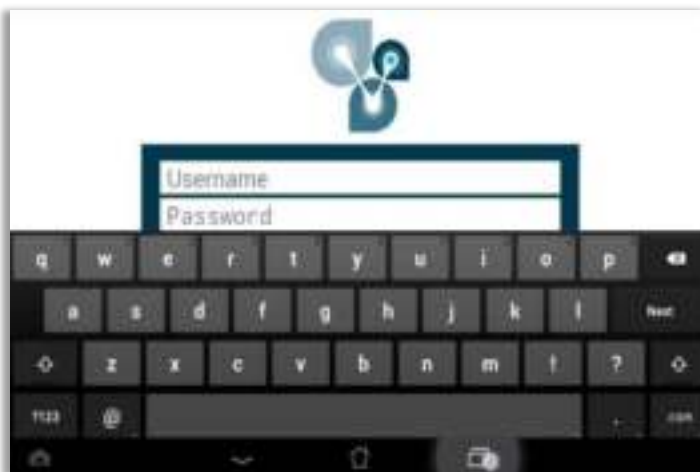 Username
Password
q w e r t y u i o p
a s d f g h j k l Next
z x c v b n m ! ?
?123 @ . .com